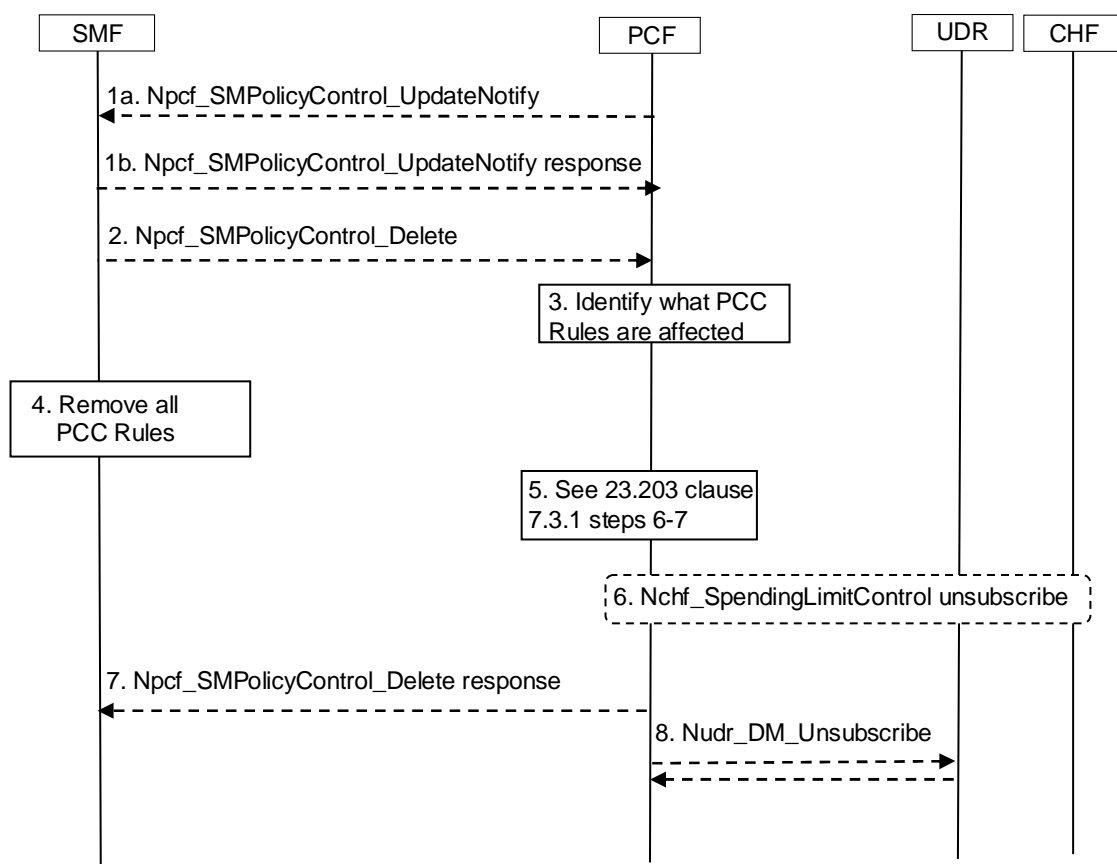 SMF
PCF
UDR
CHF
1a. Npcf_SMPolicyControl_UpdateNotify
1b. Npcf_SMPolicyControl_UpdateNotify response
2. Npcf_SMPolicyControl_Delete
3. Identify what PCC
Rules are affected
4. Remove all
PCC Rules
5. See 23.203 clause
7.3.1 steps 6-7
6. Nchf_SpendingLimitControl unsubscribe
7. Npcf_SMPolicyControl_Delete response
8. Nudr_DM_Unsubscribe